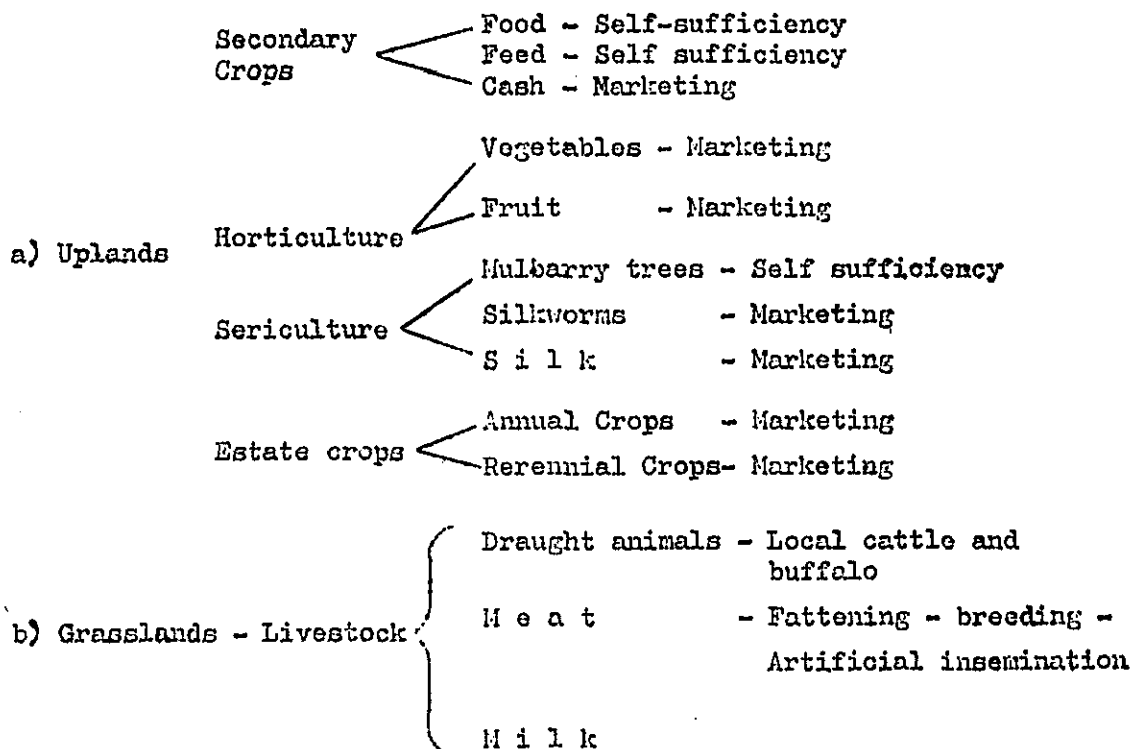 Secondary Crops
Food - Self-sufficiency
Feed - Self sufficiency
Cash - Marketing
Vegetables - Marketing
Fruit - Marketing
Horticulture
a) Uplands
Mulbarry trees - Self sufficiency
Silkworms - Marketing
Sericulture
S i l k - Marketing
Annual Crops - Marketing
Estate crops
Rerennial Crops- Marketing
Draught animals - Local cattle and
buffalo
M e a t - Fattening - breeding -
Artificial insemination
b) Grasslands - Livestock
M i l k